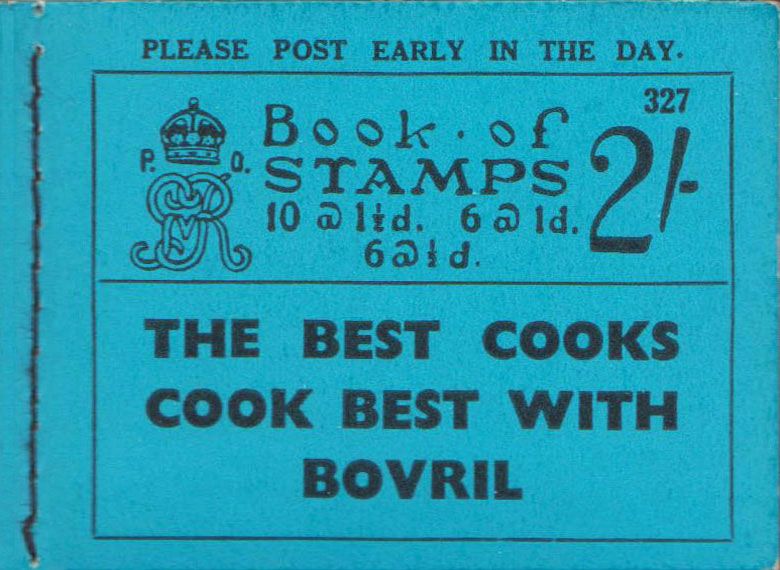 PLEASE POST EARLY IN THE DAY.
327
P. O.
Book · of
STAMPS
2/-
10 @ 1½d. 6 @ 1d.
6 @ ½d.
THE BEST COOKS
COOK BEST WITH
BOVRIL